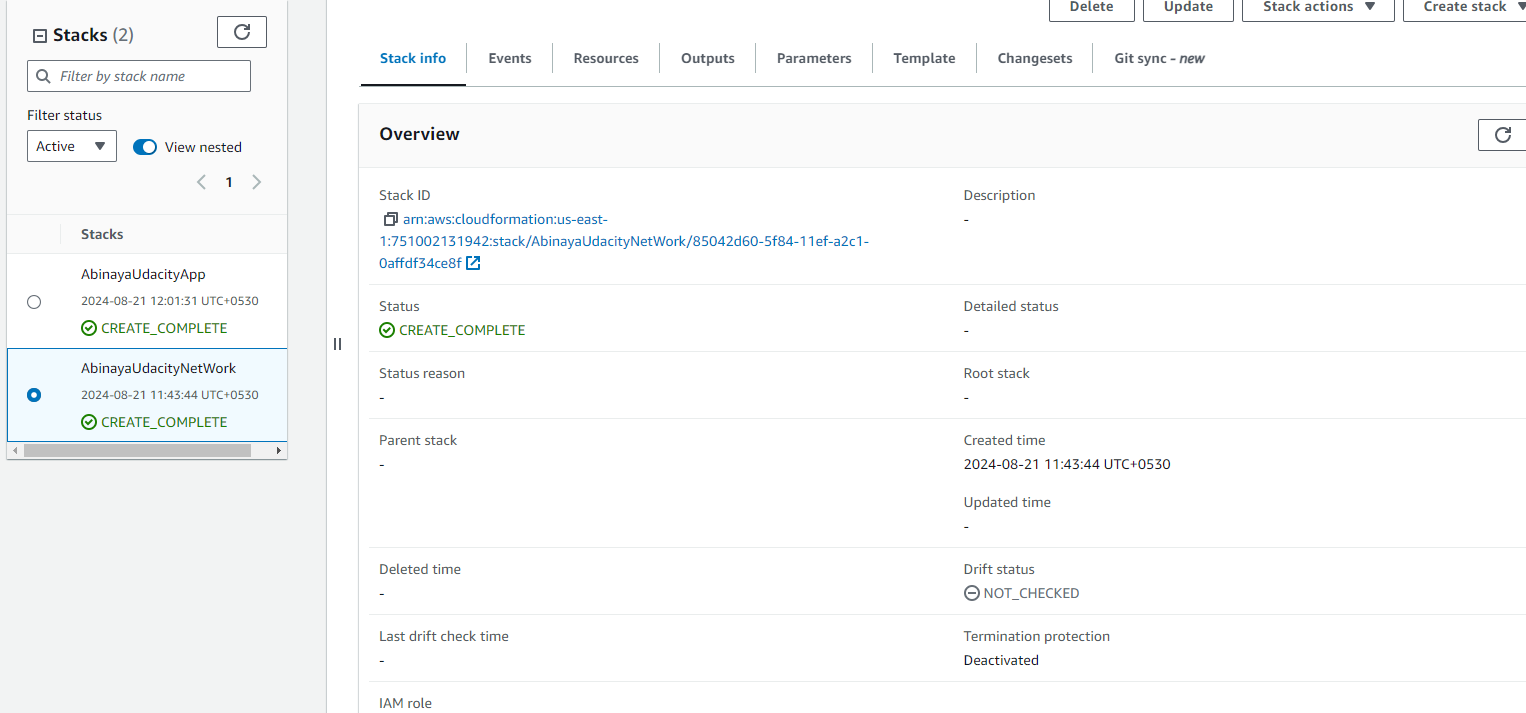 Stacks (2)
Filter by stack name
Filter status
Active
View nested
1
Stacks
AbinayaUdacityApp
2024-08-21 12:01:31 UTC+0530
CREATE_COMPLETE
AbinayaUdacityNetWork
2024-08-21 11:43:44 UTC+0530
CREATE_COMPLETE
Delete
Update
Stack actions
Create stack
Stack info
Events
Resources
Outputs
Parameters
Template
Changesets
Git sync - new
Overview
Stack ID
arn:aws:cloudformation:us-east-
1:751002131942:stack/AbinayaUdacityNetWork/85042d60-5f84-11ef-a2c1-
0affdf34ce8f
Description
-
Status
CREATE_COMPLETE
Detailed status
-
Status reason
-
Root stack
-
Parent stack
-
Created time
2024-08-21 11:43:44 UTC+0530
Updated time
-
Deleted time
-
Drift status
NOT_CHECKED
Last drift check time
-
Termination protection
Deactivated
IAM role